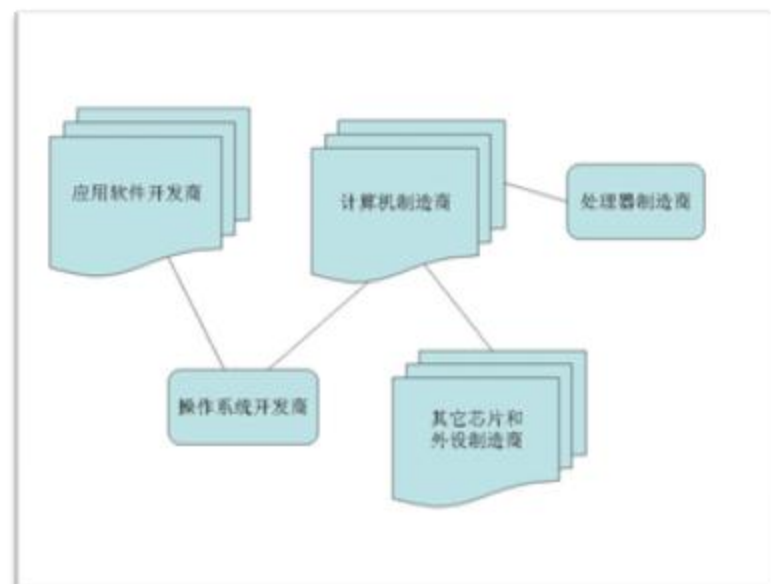 应用软件开发商
计算机制造商
处理器制造商
操作系统开发商
其它芯片和
外设制造商